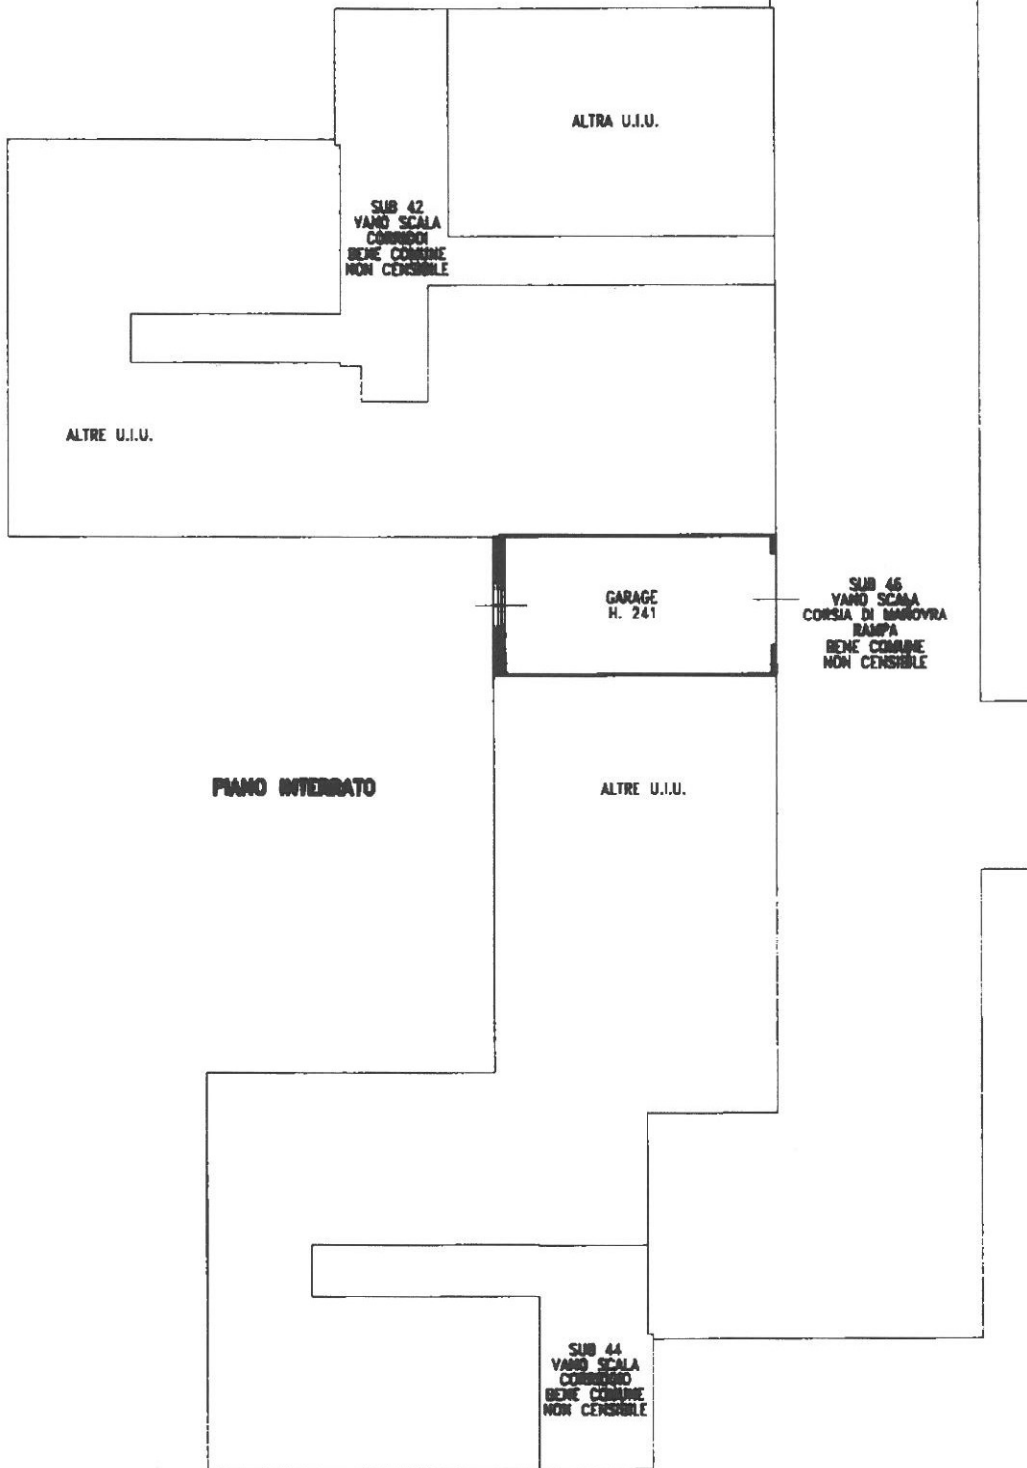 ALTRA U.I.U.
SUB 42
VANO SCALA
CORRIDOI
BENE COMUNE
NON CENSIBILE
ALTRE U.I.U.
GARAGE
H. 241
SUB 46
VANO SCALA
CORSIA DI MANOVRA
RAMPA
BENE COMUNE
NON CENSIBILE
PIANO INTERRATO
ALTRE U.I.U.
SUB 44
VANO SCALA
CORRIDOIO
BENE COMUNE
NON CENSIBILE